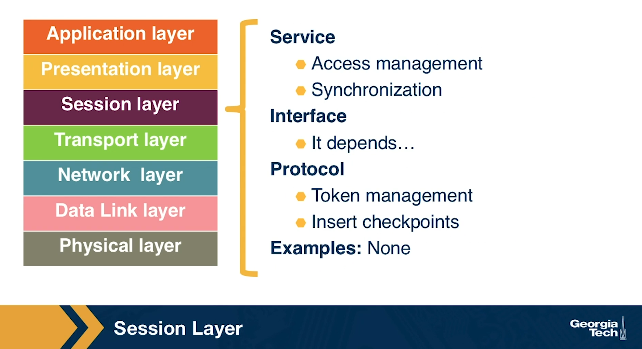 Application layer
Presentation layer
Session layer
Transport layer
Network layer
Data Link layer
Physical layer
Service
Access management
Synchronization
Interface
It depends…
Protocol
Token management
Insert checkpoints
Examples: None
Session Layer
Georgia
Tech